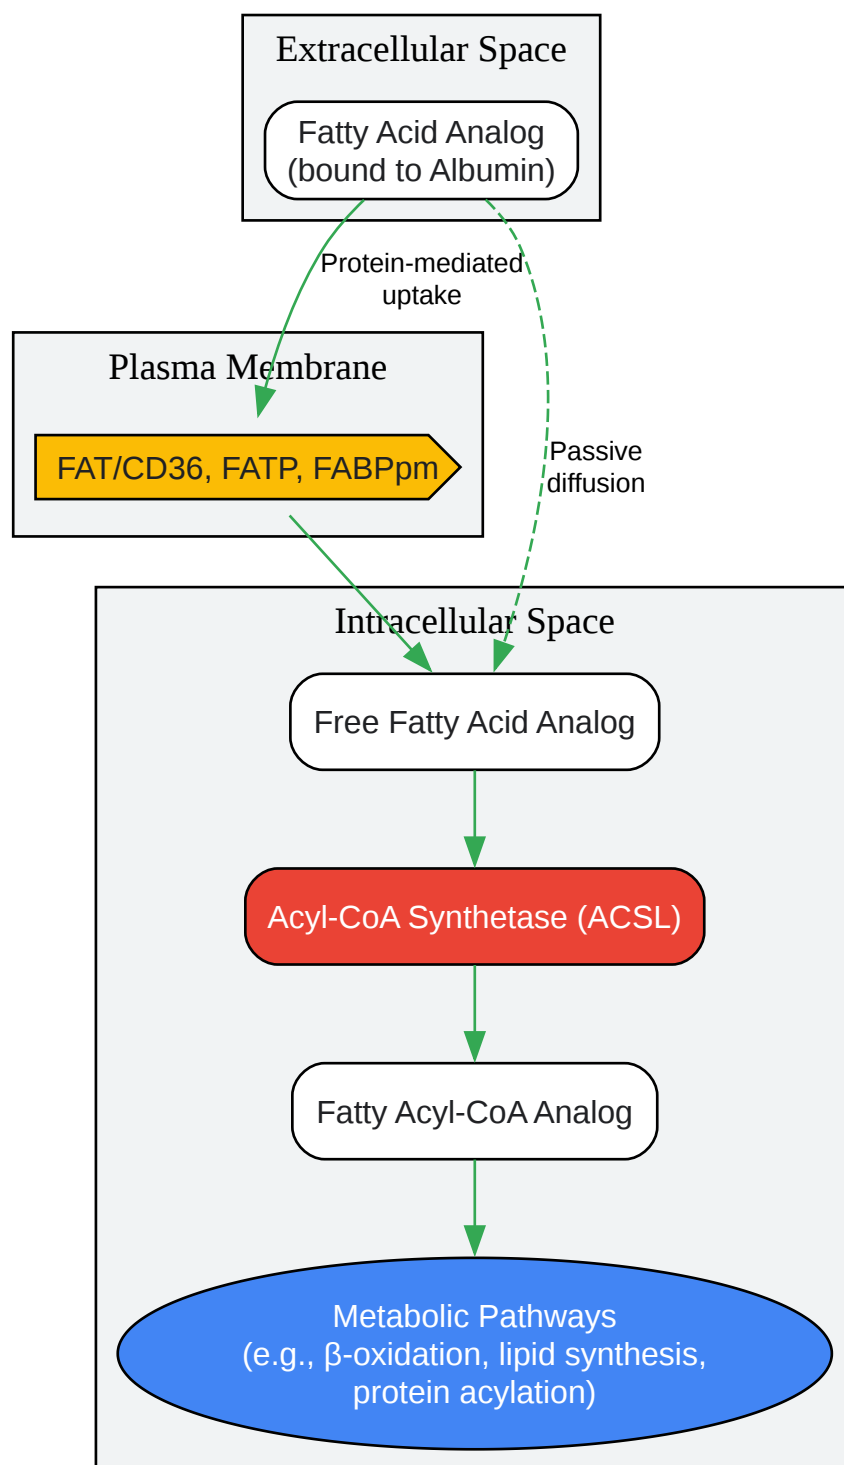 Extracellular Space
Fatty Acid Analog
(bound to Albumin)
Protein-mediated
uptake
Plasma Membrane
FAT/CD36, FATP, FABPpm
Passive
diffusion
Intracellular Space
Free Fatty Acid Analog
Acyl-CoA Synthetase (ACSL)
Fatty Acyl-CoA Analog
Metabolic Pathways
(e.g., β-oxidation, lipid synthesis,
protein acylation)